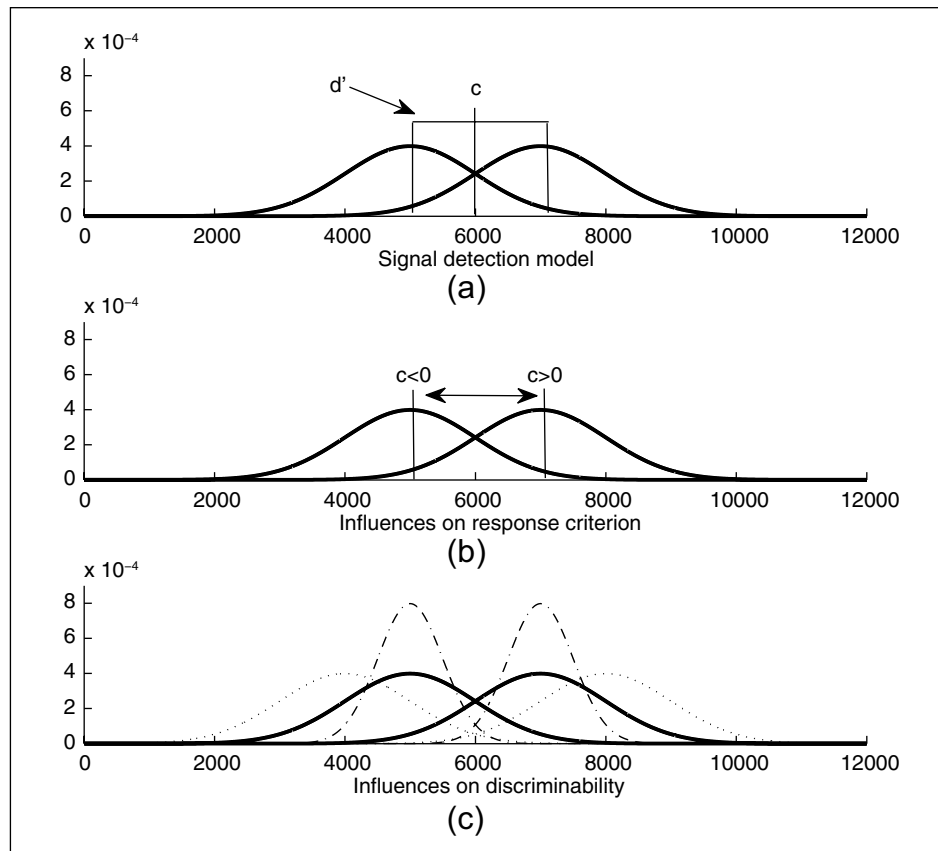 x 10⁻⁴
8
6
4
2
0
d'
c
0 2000 4000 6000 8000 10000 12000
Signal detection model
(a)
x 10⁻⁴
8
6
4
2
0
c<0 c>0
0 2000 4000 6000 8000 10000 12000
Influences on response criterion
(b)
x 10⁻⁴
8
6
4
2
0
0 2000 4000 6000 8000 10000 12000
Influences on discriminability
(c)